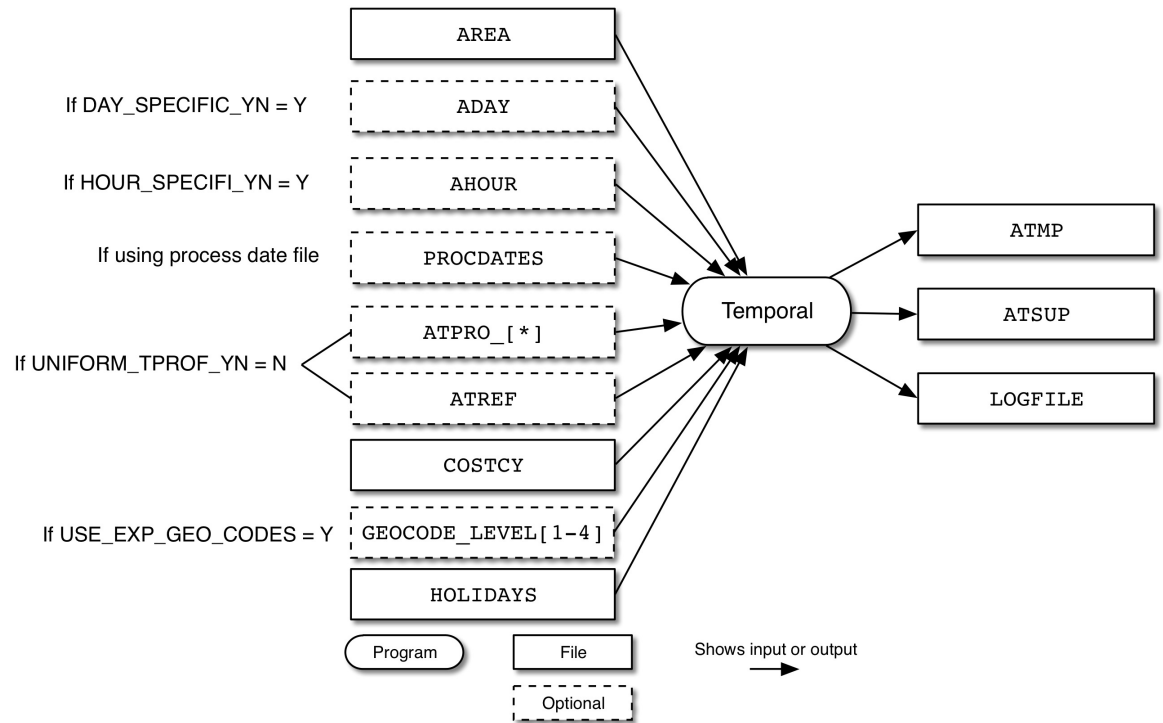 AREA
If DAY_SPECIFIC_YN = Y
ADAY
If HOUR_SPECIFI_YN = Y
AHOUR
If using process date file
PROCDATES
ATPRO_[*]
If UNIFORM_TPROF_YN = N
ATREF
COSTCY
If USE_EXP_GEO_CODES = Y
GEOCODE_LEVEL[1-4]
HOLIDAYS
Temporal
ATMP
ATSUP
LOGFILE
Program
File
Optional
Shows input or output